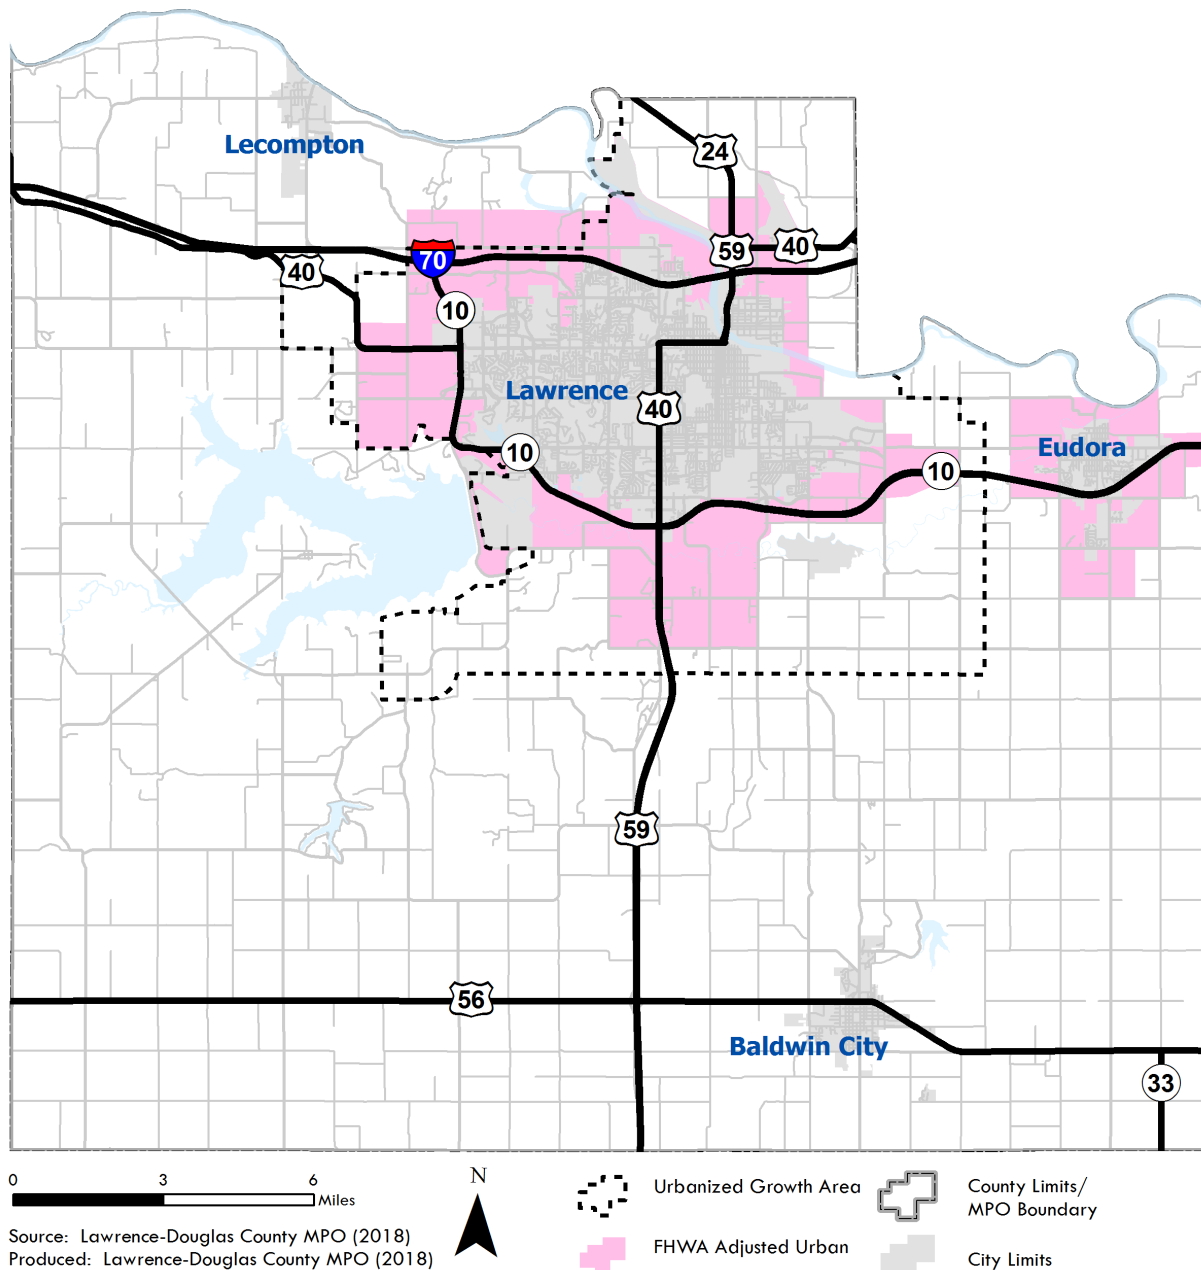 Lecompton
24
59
40
70
40
10
Lawrence
40
10
Eudora
10
59
56
Baldwin City
33
0 3 6
Miles
N
Urbanized Growth Area
County Limits/
MPO Boundary
Source: Lawrence-Douglas County MPO (2018)
Produced: Lawrence-Douglas County MPO (2018)
FHWA Adjusted Urban
City Limits